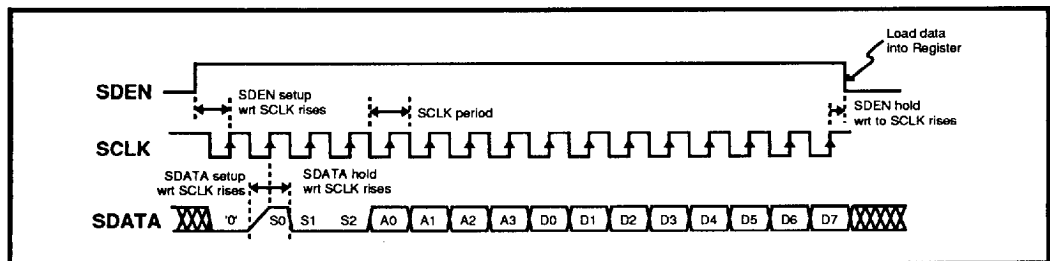 Load data
into Register
SDEN
SDEN setup
wrt SCLK rises
SCLK period
SDEN hold
wrt to SCLK rises
SCLK
SDATA setup
wrt SCLK rises
SDATA hold
wrt SCLK rises
SDATA
'0' S0 S1 S2 A0 A1 A2 A3 D0 D1 D2 D3 D4 D5 D6 D7